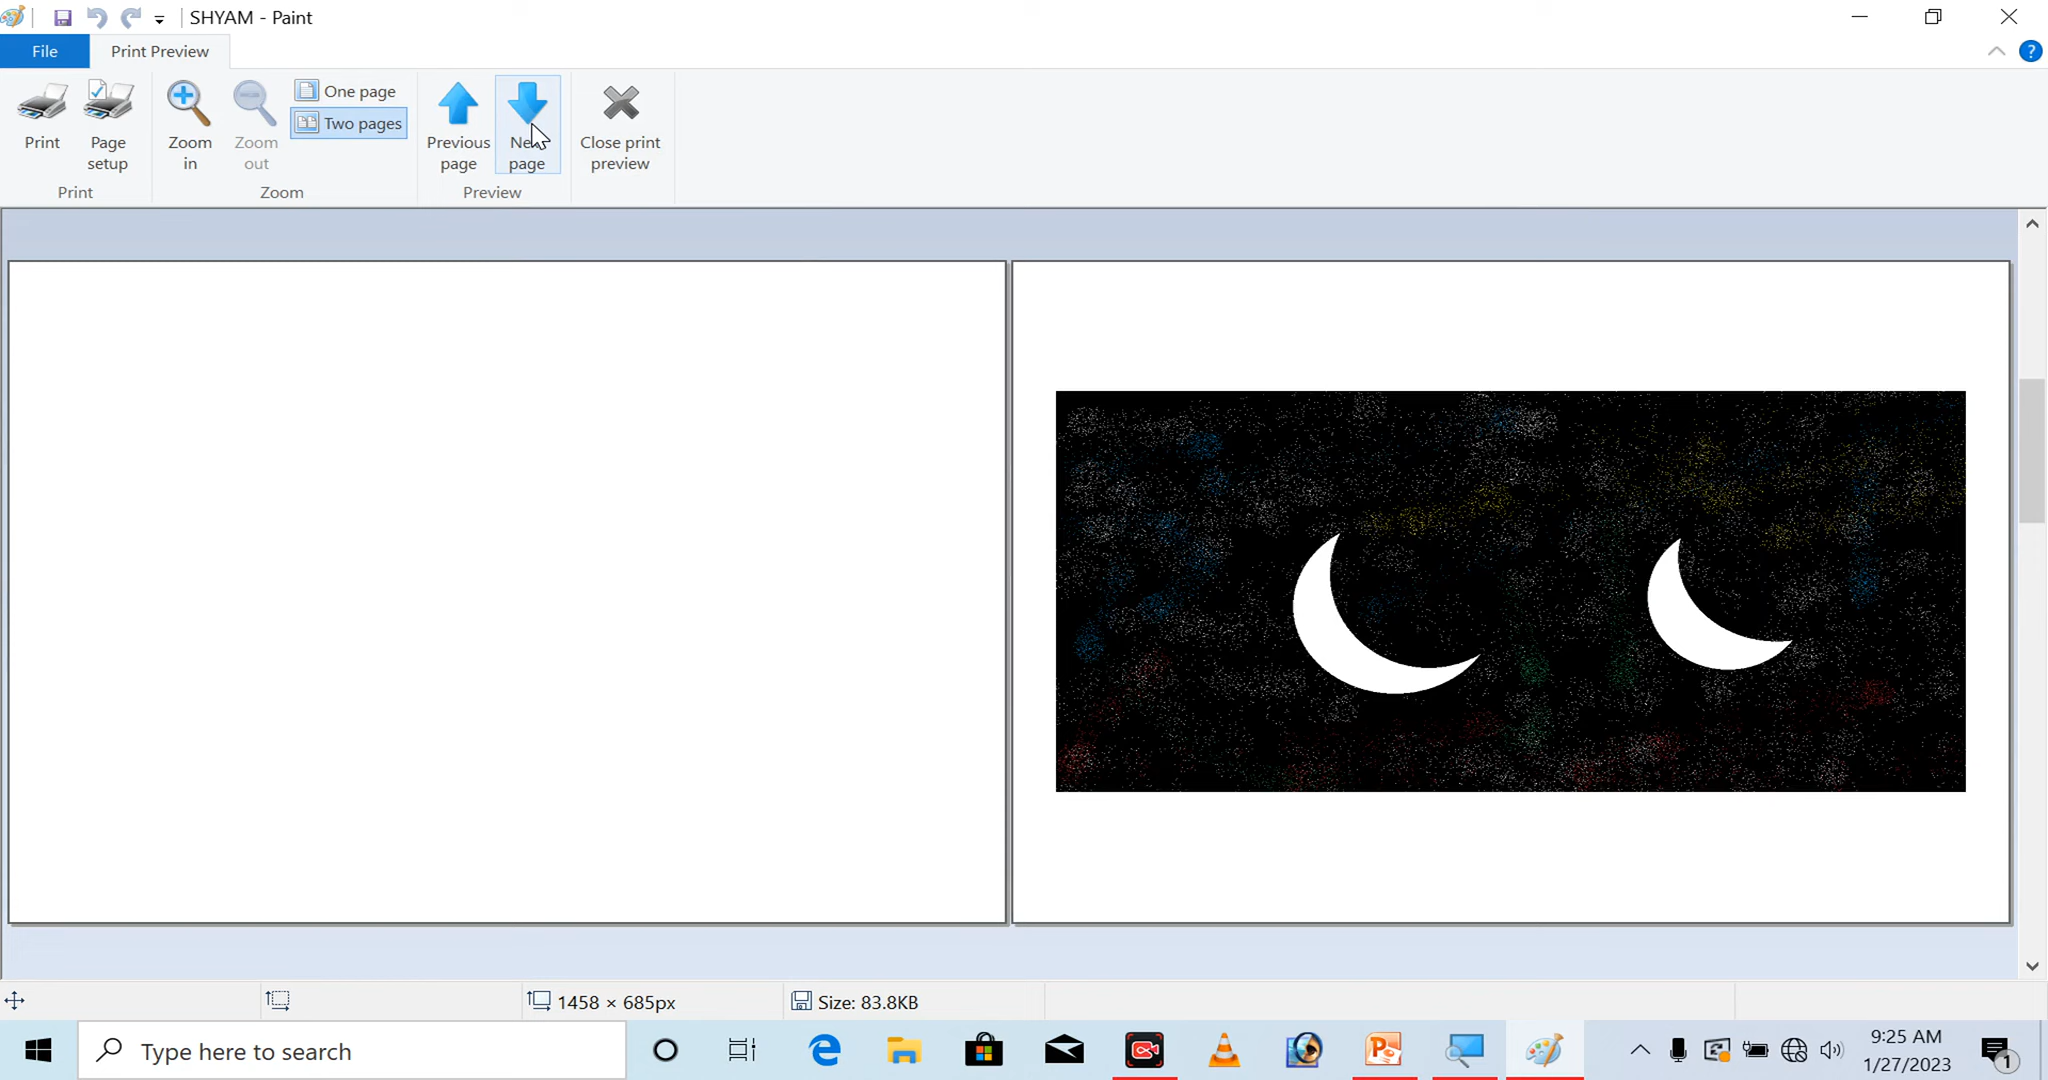 SHYAM - Paint
File
Print Preview
Print
Page setup
Zoom in
Zoom out
One page
Two pages
Previous page
page
Close print preview
Print
Zoom
Preview
1458 × 685px
Size: 83.8KB
Type here to search
9:25 AM
1/27/2023
1